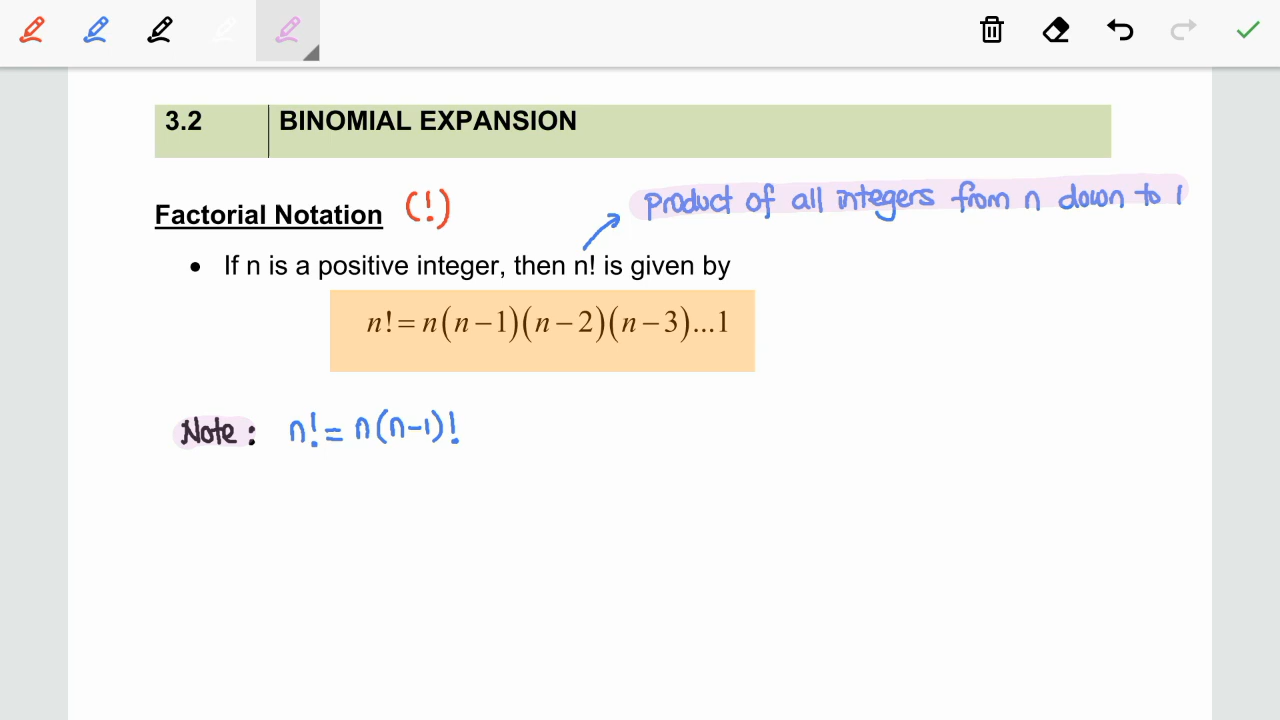 3.2 BINOMIAL EXPANSION
Factorial Notation (!)
product of all integers from n down to 1
• If n is a positive integer, then n! is given by
n! = n(n−1)(n−2)(n−3)...1
Note: n! = n(n-1)!